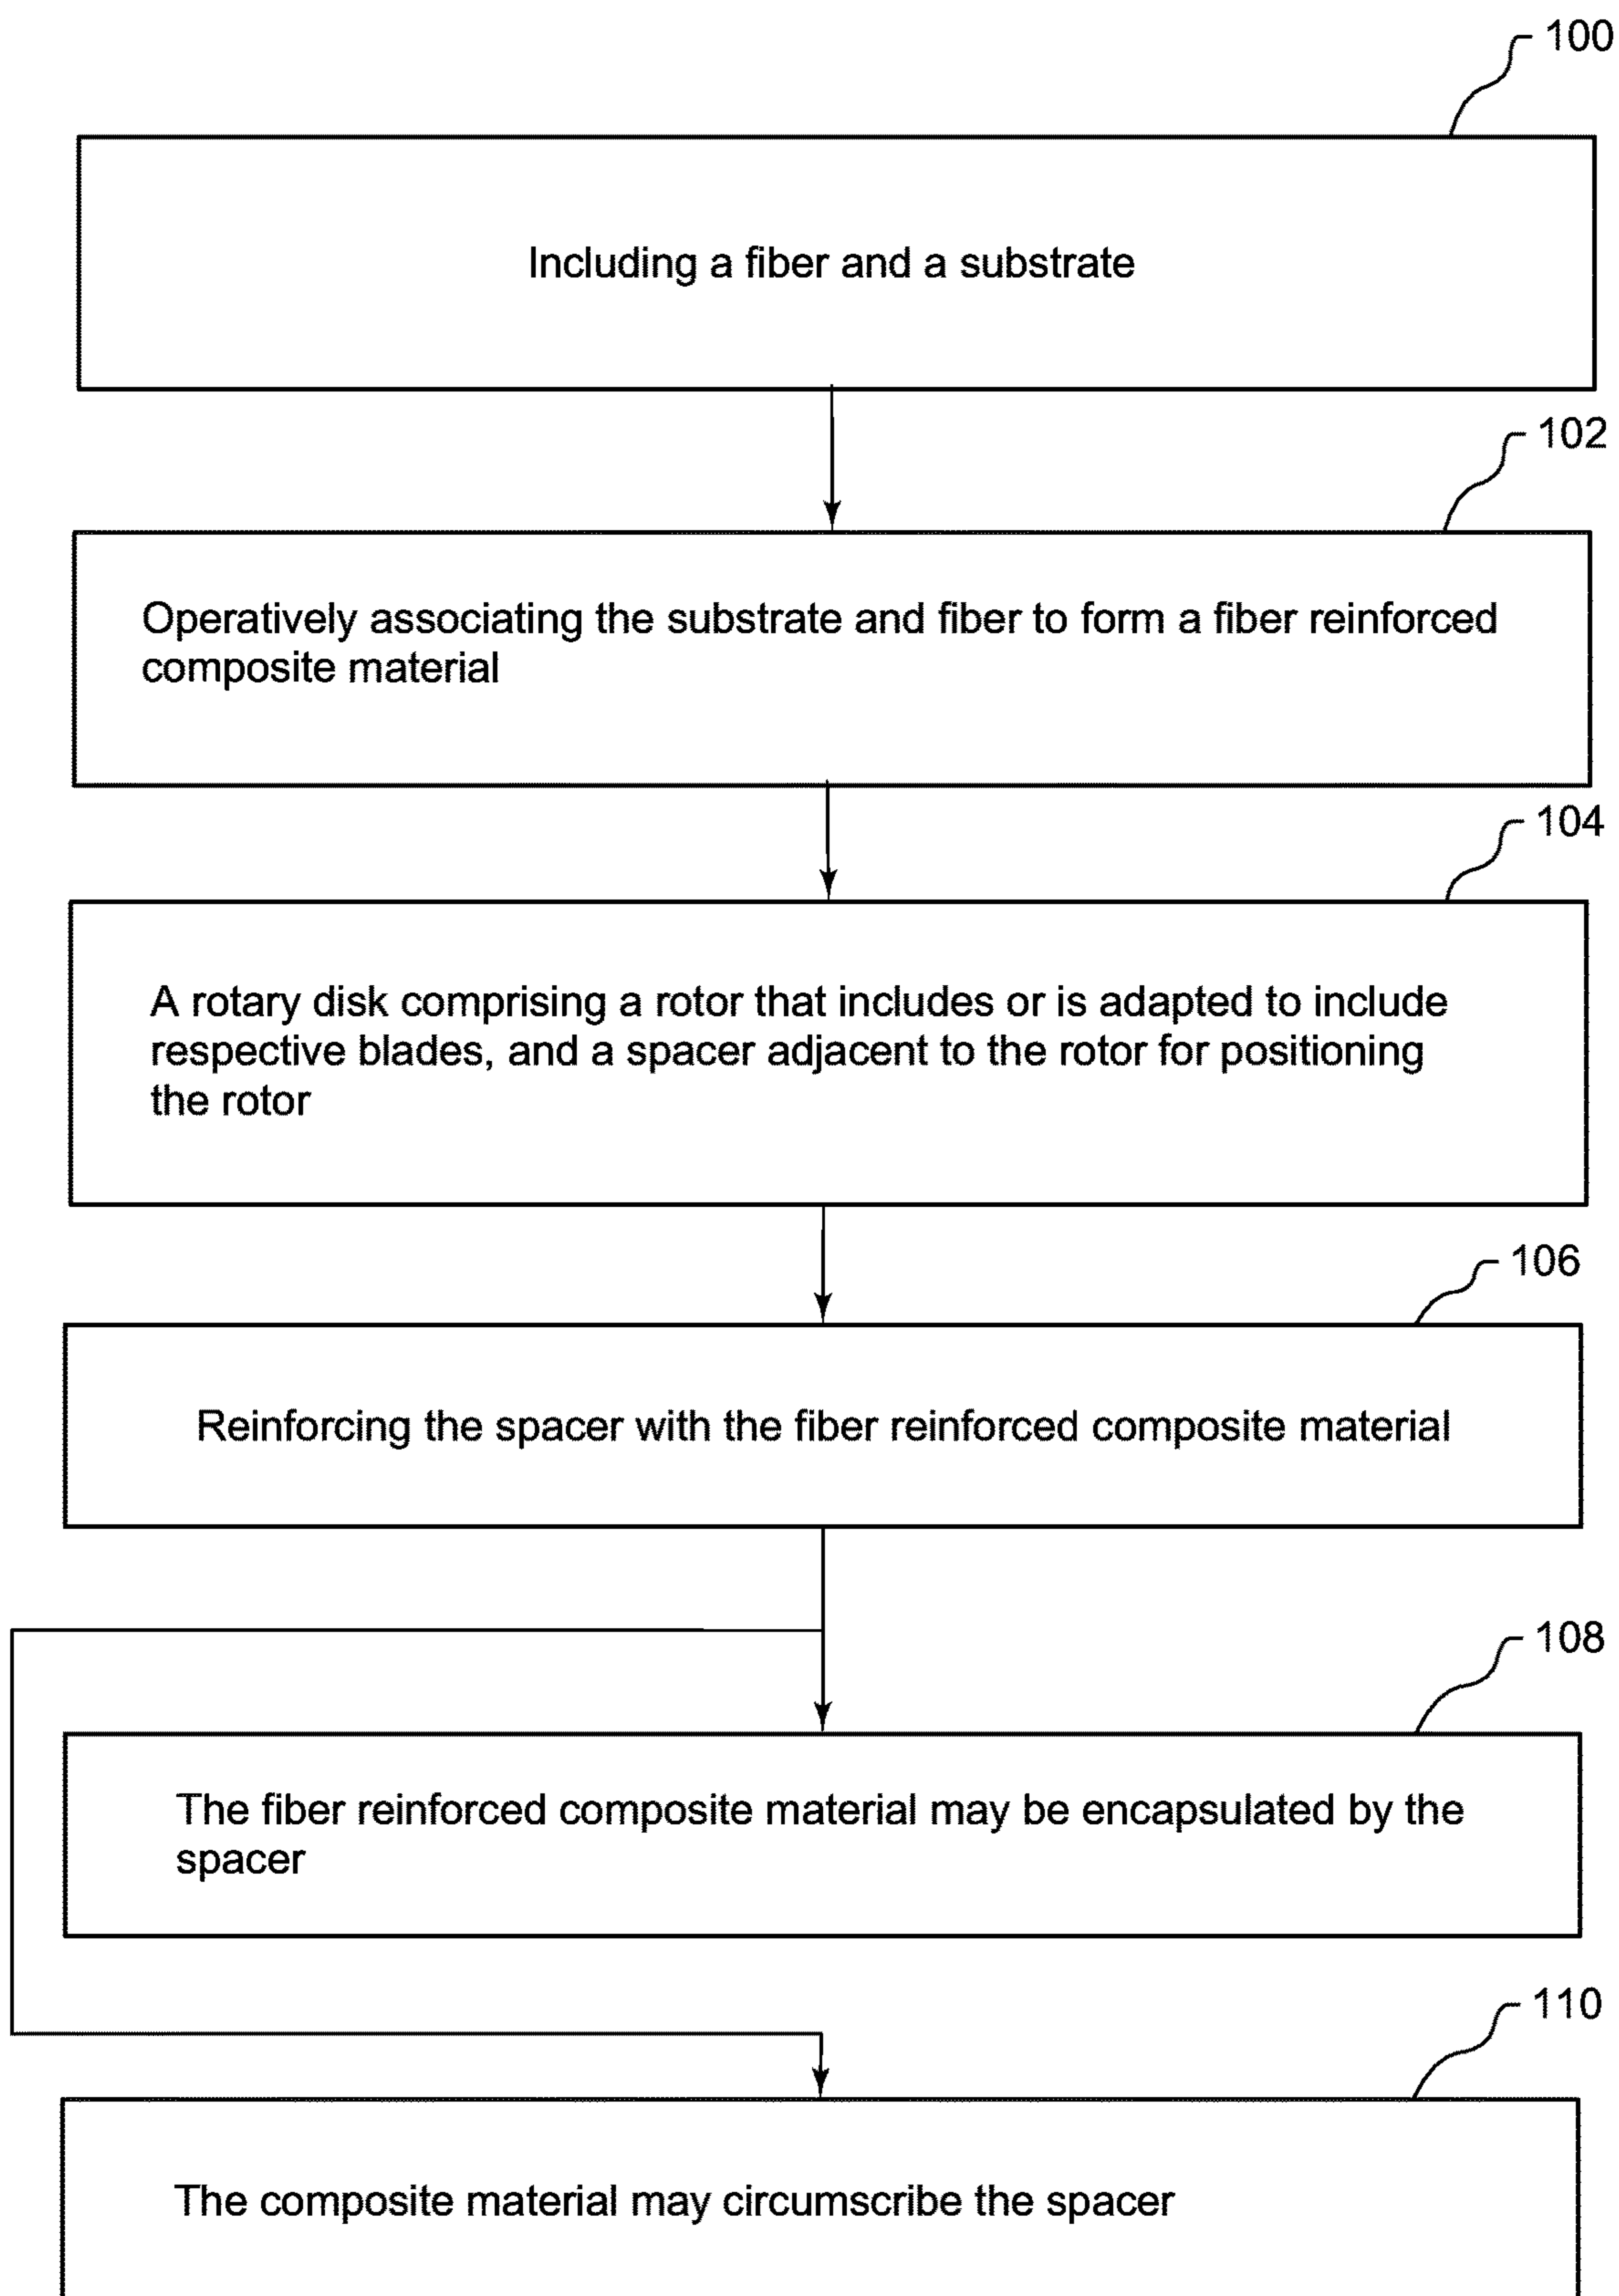 100
Including a fiber and a substrate
102
Operatively associating the substrate and fiber to form a fiber reinforced
composite material
104
A rotary disk comprising a rotor that includes or is adapted to include
respective blades, and a spacer adjacent to the rotor for positioning
the rotor
106
Reinforcing the spacer with the fiber reinforced composite material
108
The fiber reinforced composite material may be encapsulated by the
spacer
110
The composite material may circumscribe the spacer